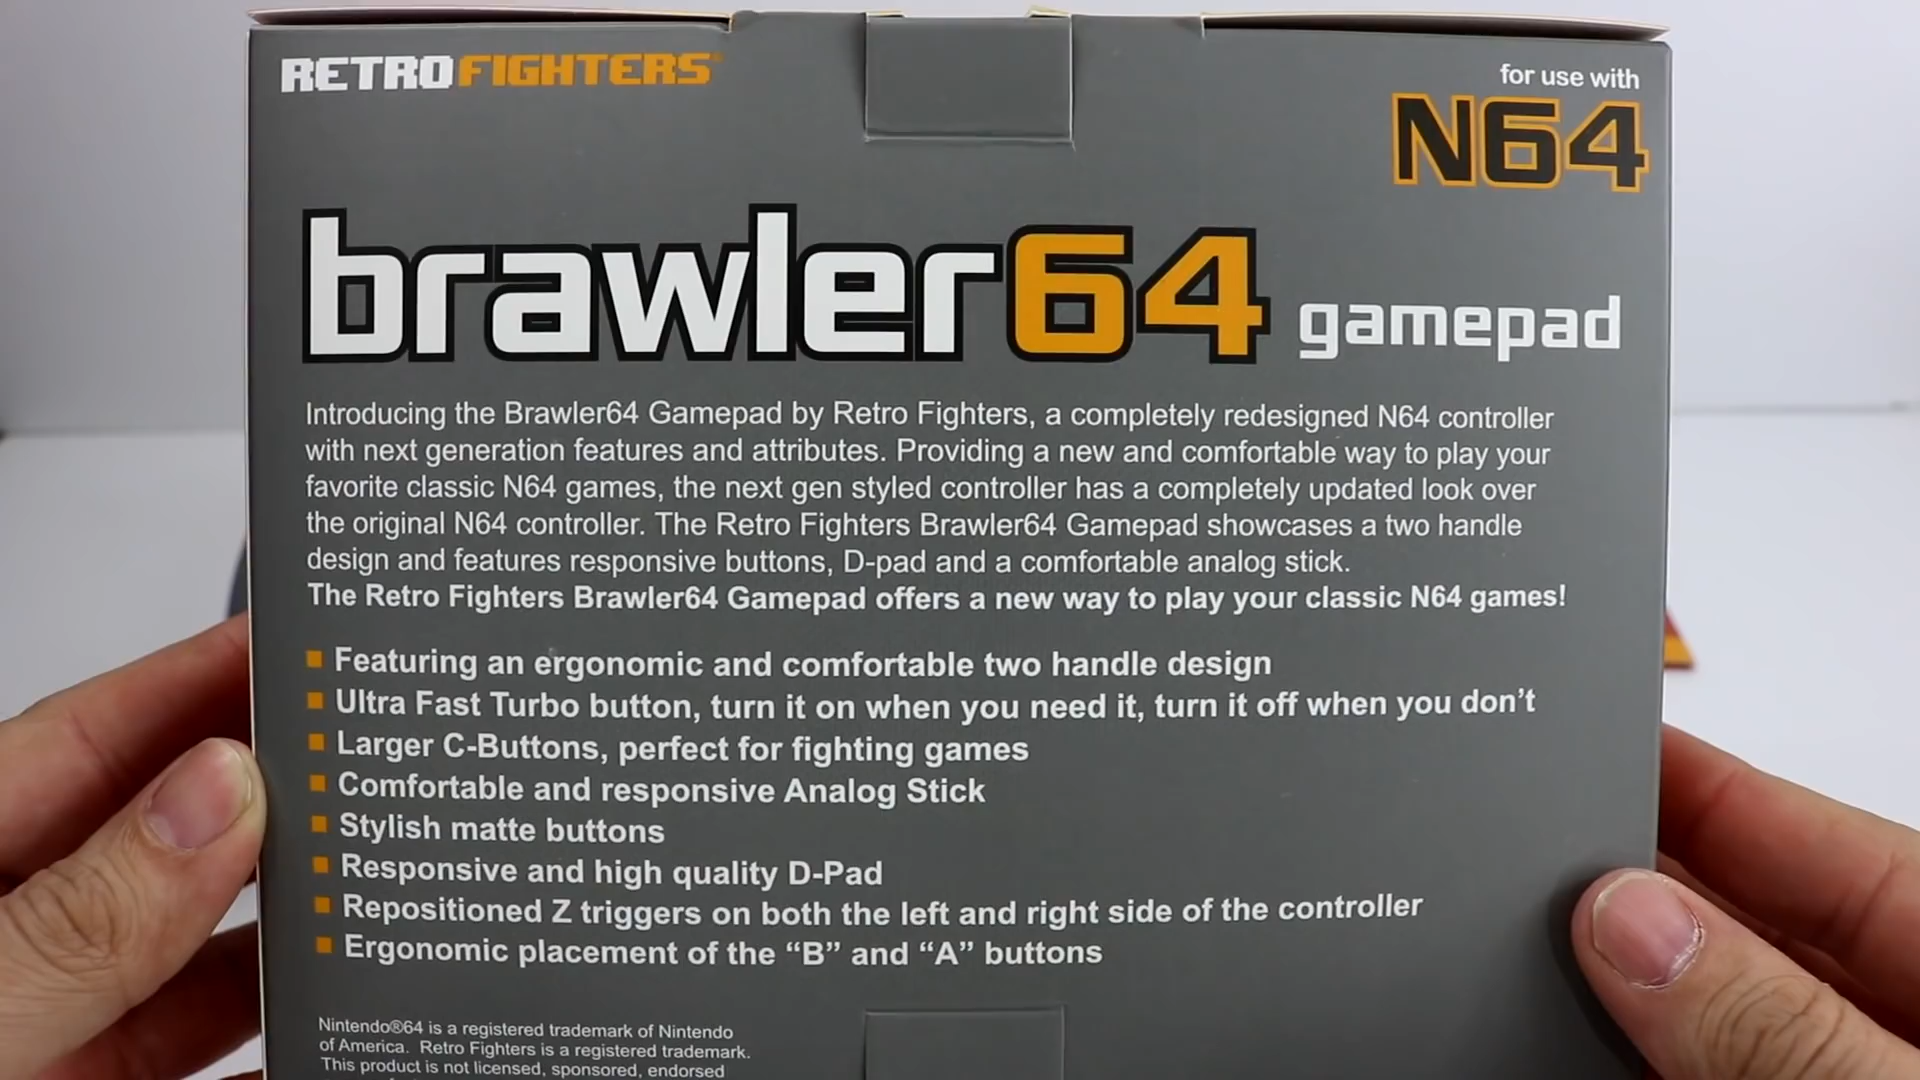 RETROFIGHTERS
for use with
N64
brawler64 gamepad
Introducing the Brawler64 Gamepad by Retro Fighters, a completely redesigned N64 controller
with next generation features and attributes. Providing a new and comfortable way to play your
favorite classic N64 games, the next gen styled controller has a completely updated look over
the original N64 controller. The Retro Fighters Brawler64 Gamepad showcases a two handle
design and features responsive buttons, D-pad and a comfortable analog stick.
The Retro Fighters Brawler64 Gamepad offers a new way to play your classic N64 games!
Featuring an ergonomic and comfortable two handle design
Ultra Fast Turbo button, turn it on when you need it, turn it off when you don’t
Larger C-Buttons, perfect for fighting games
Comfortable and responsive Analog Stick
Stylish matte buttons
Responsive and high quality D-Pad
Repositioned Z triggers on both the left and right side of the controller
Ergonomic placement of the “B” and “A” buttons
Nintendo®64 is a registered trademark of Nintendo
of America. Retro Fighters is a registered trademark.
This product is not licensed, sponsored, endorsed